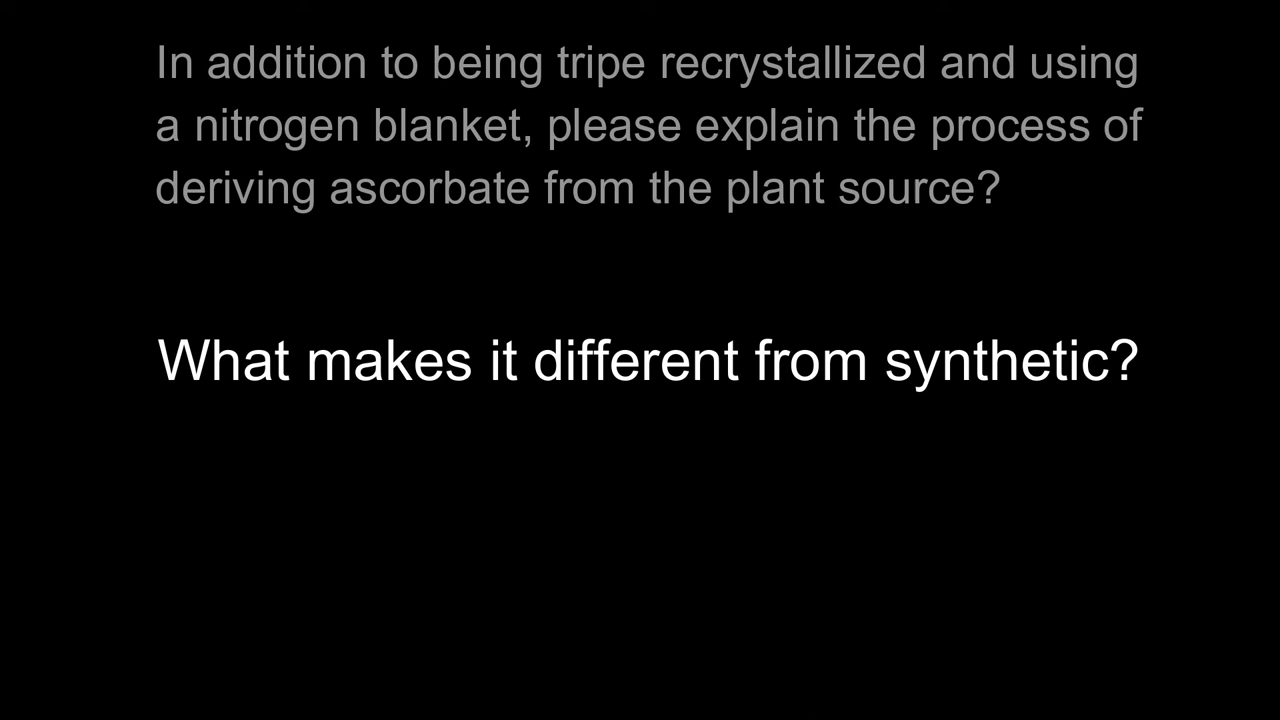 In addition to being tripe recrystallized and using
a nitrogen blanket, please explain the process of
deriving ascorbate from the plant source?
What makes it different from synthetic?